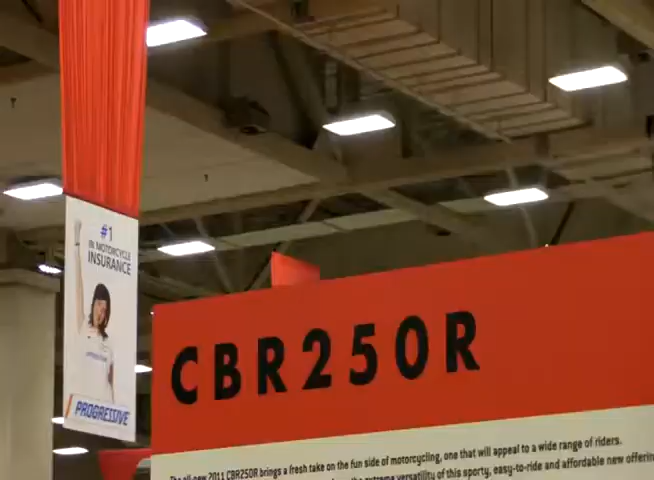 #1
IN MOTORCYCLE
INSURANCE
PROGRESSIVE
CBR250R
The all-new 2011 CBR250R brings a fresh take on the fun side of motorcycling, one that will appeal to a wide range of riders.
the extreme versatility of this sporty, easy-to-ride and affordable new offering